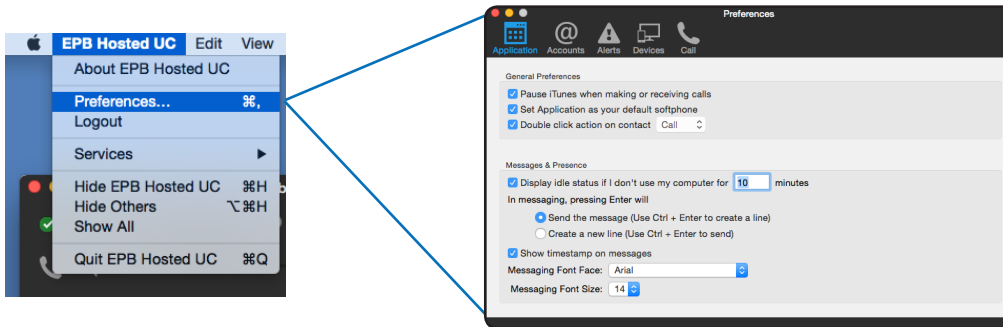 EPB Hosted UC Edit View
About EPB Hosted UC
Preferences... ⌘,
Logout
Services ▶
Hide EPB Hosted UC ⌘H
Hide Others ⌥⌘H
Show All
Quit EPB Hosted UC ⌘Q
Preferences
Application Accounts Alerts Devices Call
General Preferences
Pause iTunes when making or receiving calls
Set Application as your default softphone
Double click action on contact Call
Messages & Presence
Display idle status if I don't use my computer for 10 minutes
In messaging, pressing Enter will
Send the message (Use Ctrl + Enter to create a line)
Create a new line (Use Ctrl + Enter to send)
Show timestamp on messages
Messaging Font Face: Arial
Messaging Font Size: 14